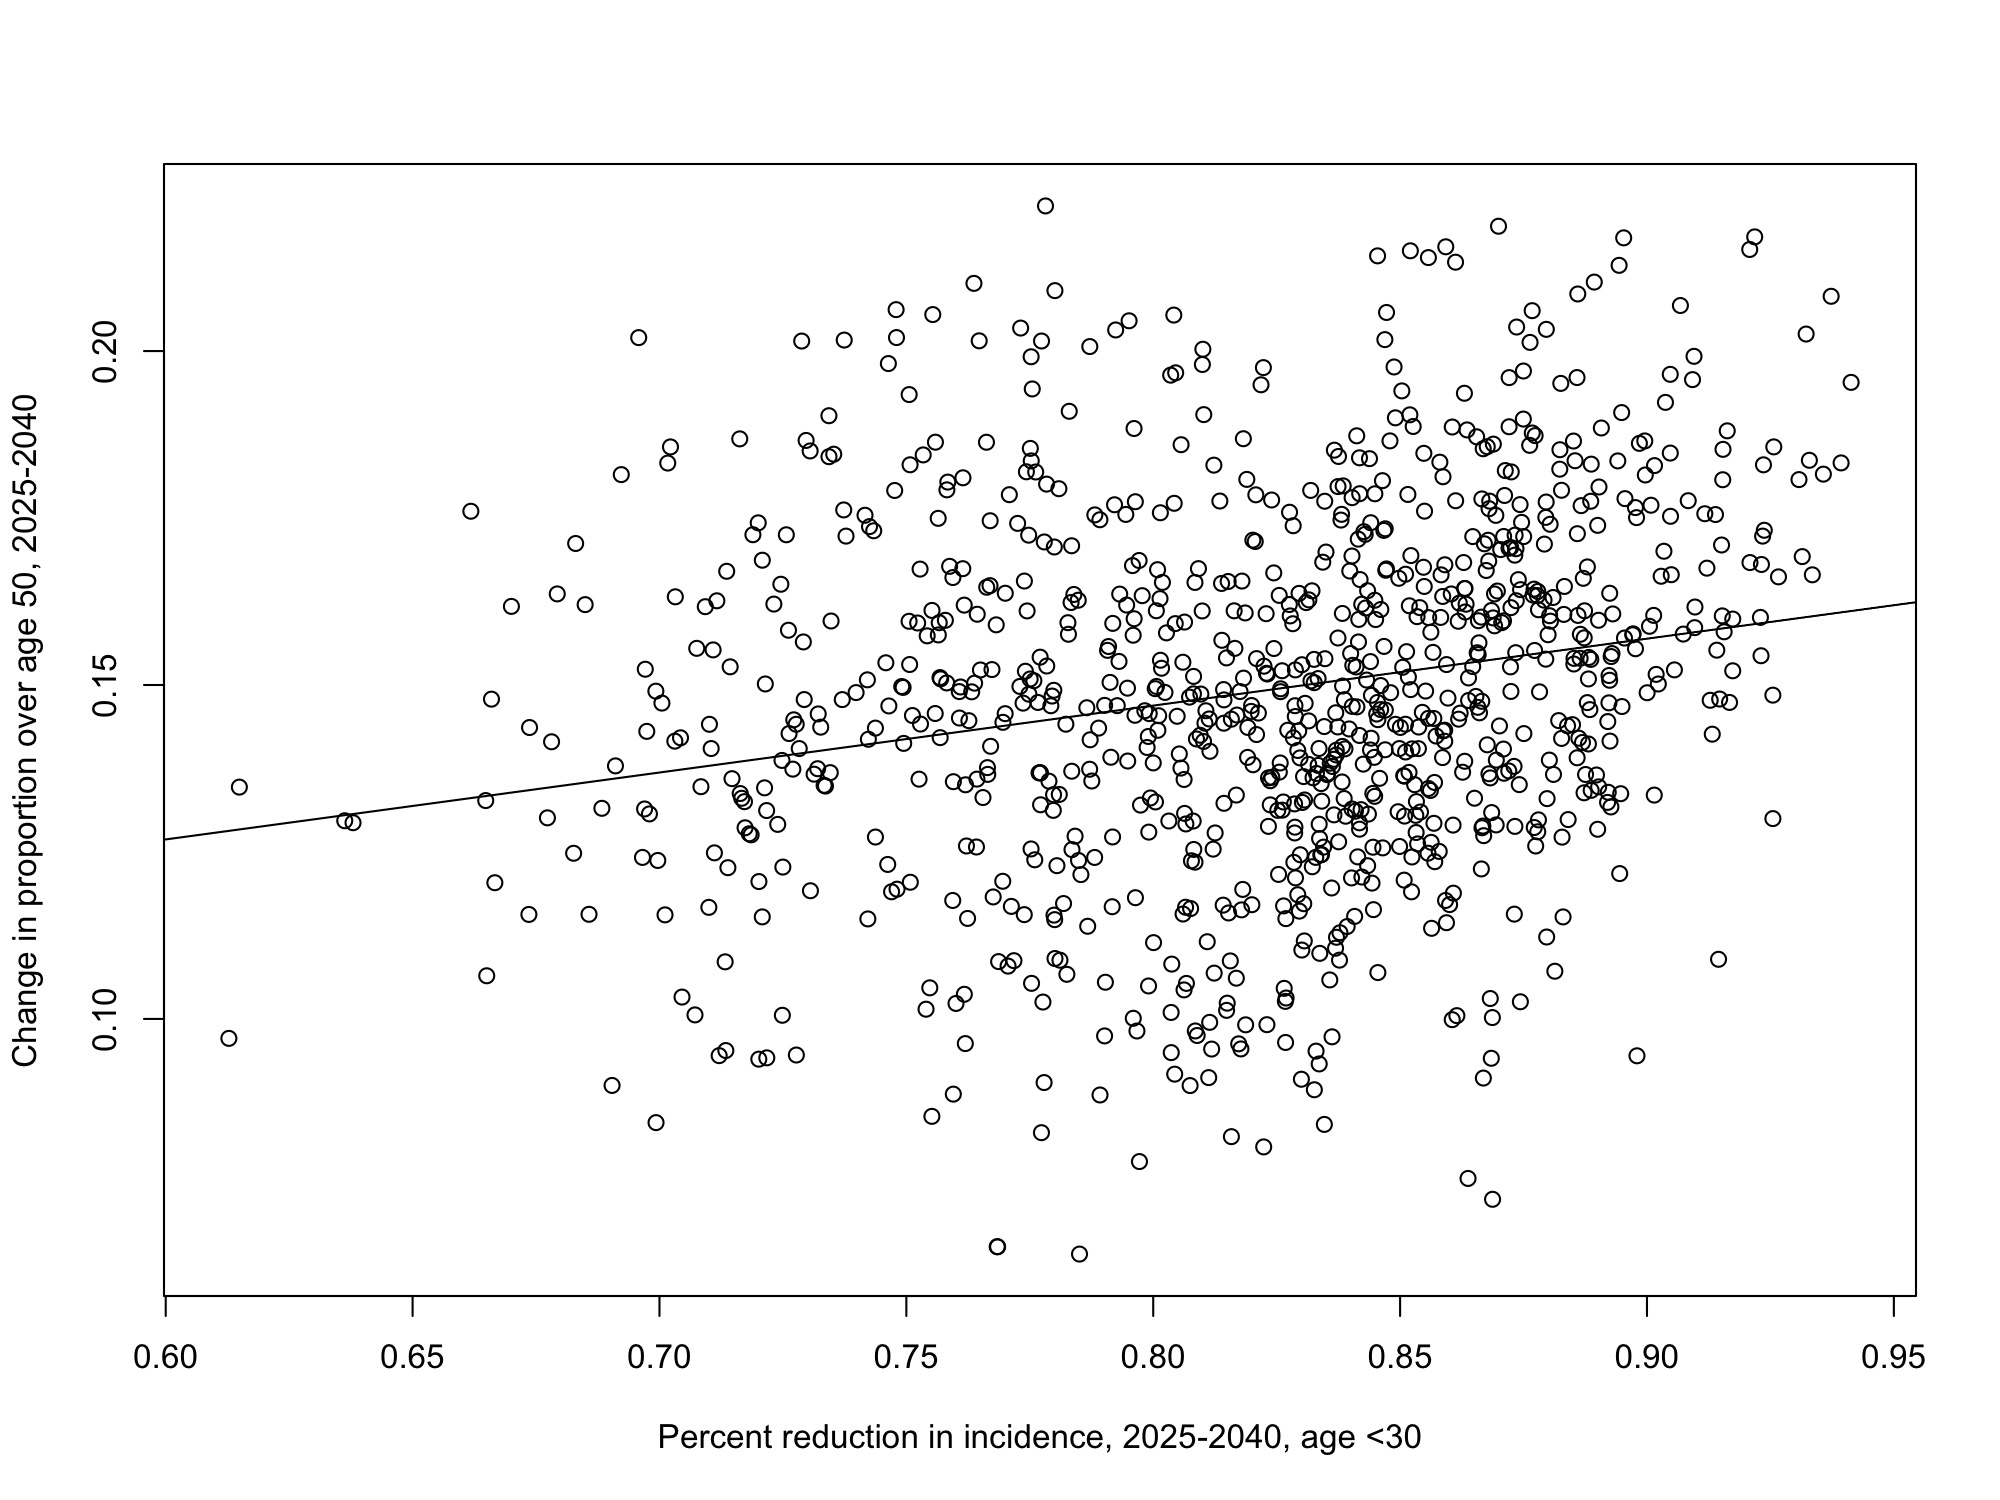 Change in proportion over age 50, 2025-2040
0.20
0.15
0.10
0.60 0.65 0.70 0.75 0.80 0.85 0.90 0.95
Percent reduction in incidence, 2025-2040, age <30